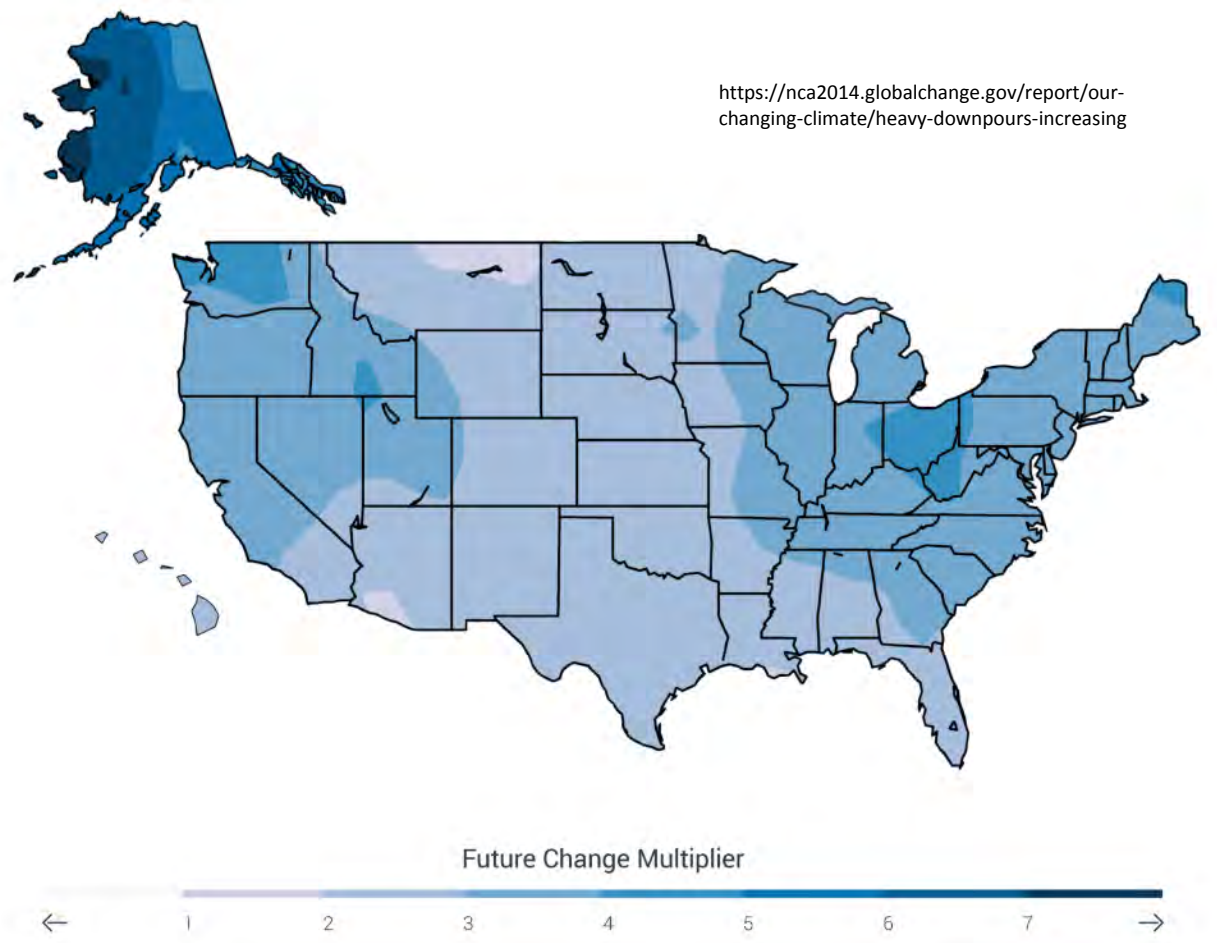 https://nca2014.globalchange.gov/report/our-
changing-climate/heavy-downpours-increasing
Future Change Multiplier
1 2 3 4 5 6 7